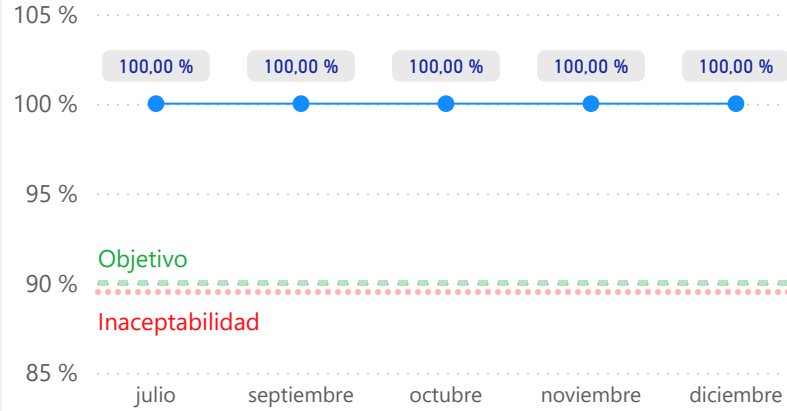 105 %
100,00 % 100,00 % 100,00 % 100,00 % 100,00 %
100 %
95 %
Objetivo
90 %
Inaceptabilidad
85 %
julio septiembre octubre noviembre diciembre